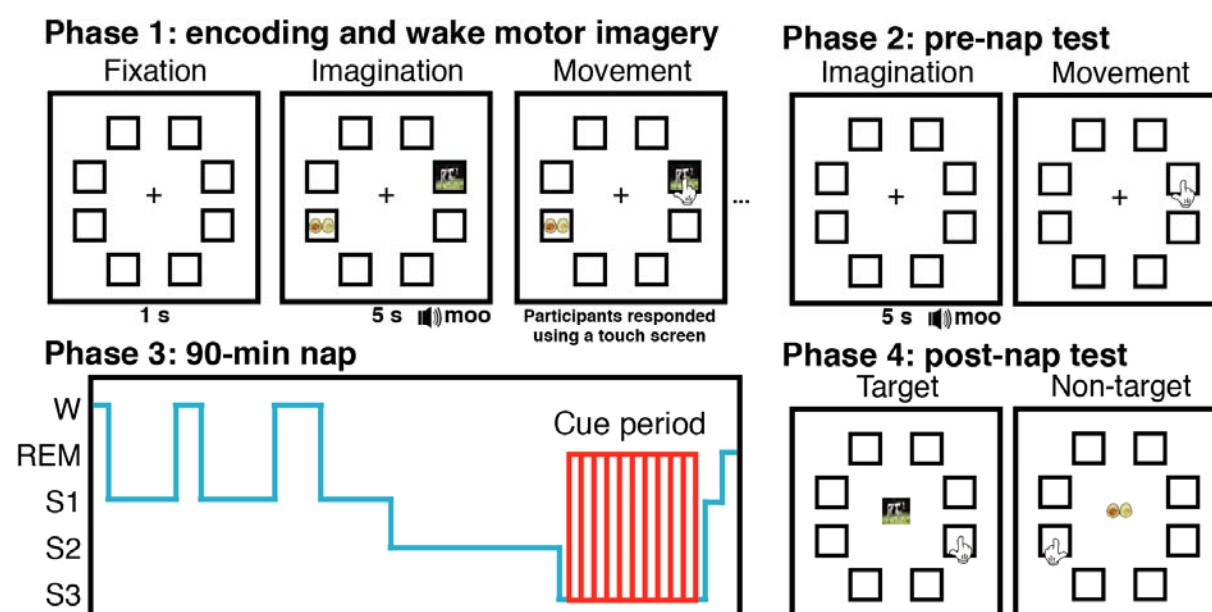 Phase 1: encoding and wake motor imagery
Fixation
Imagination
Movement
+
+
+
...
1 s
5 s
moo
Participants responded
using a touch screen
Phase 2: pre-nap test
Imagination
Movement
+
+
5 s
moo
Phase 3: 90-min nap
W
REM
S1
S2
S3
Cue period
Phase 4: post-nap test
Target
Non-target